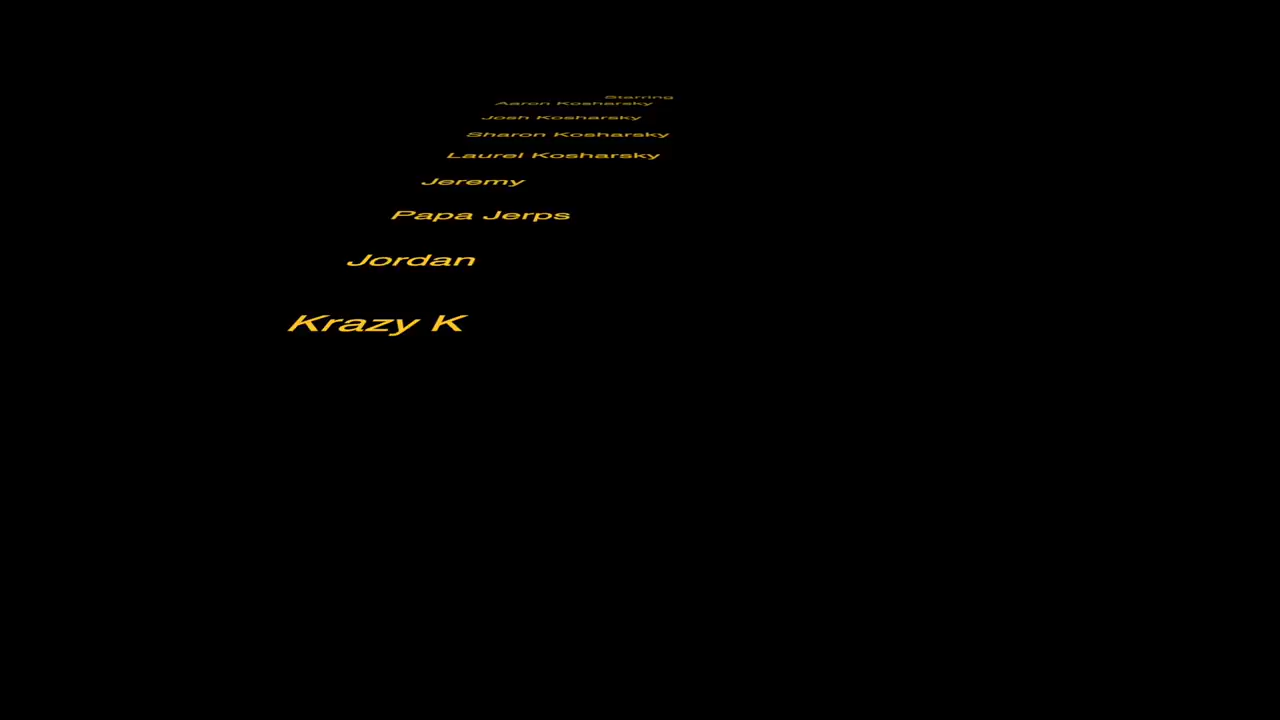 Starring
Aaron Kosharsky
Josh Kosharsky
Sharon Kosharsky
Laurel Kosharsky
Jeremy
Papa Jerps
Jordan
Krazy K